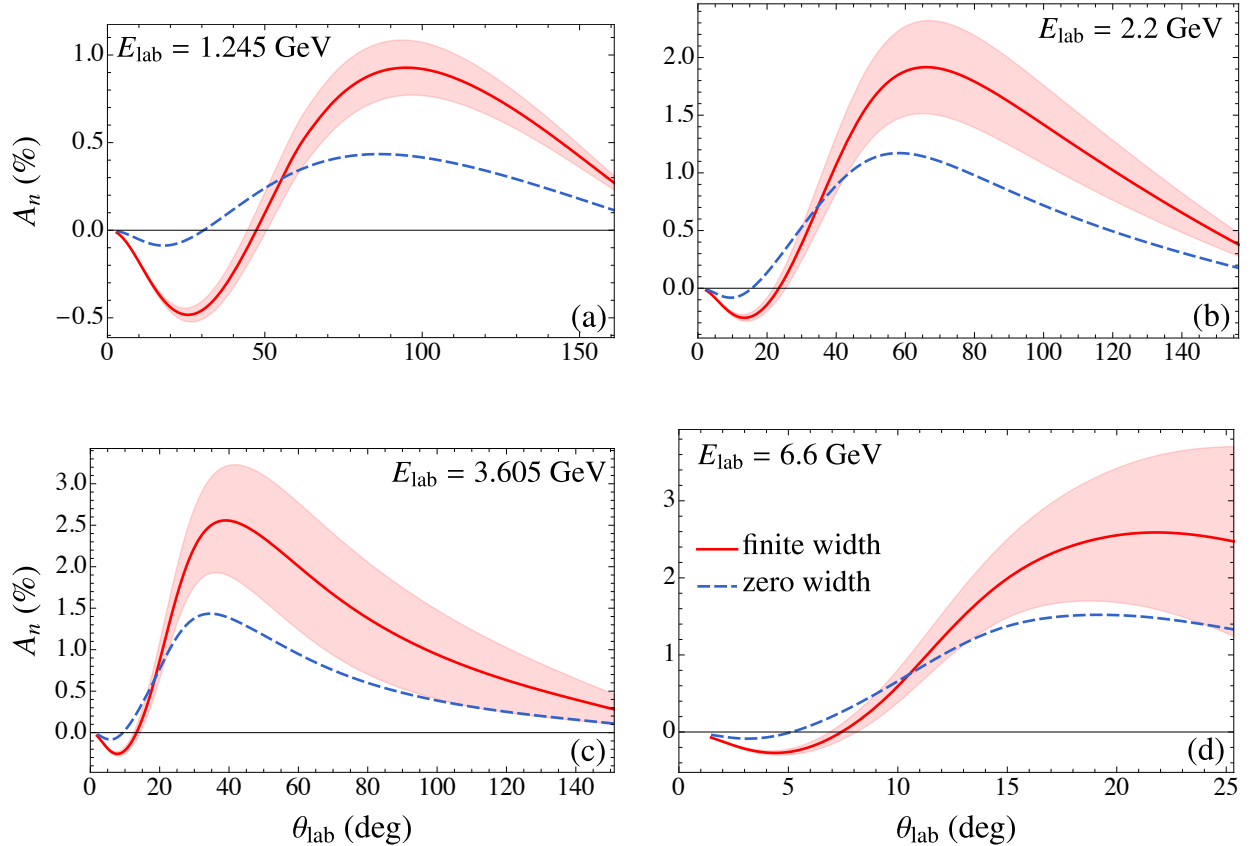 E_lab = 1.245 GeV
A_n (%)
1.0
0.5
0.0
−0.5
(a)
0 50 100 150
E_lab = 2.2 GeV
2.0
1.5
1.0
0.5
0.0
(b)
0 20 40 60 80 100 120 140
E_lab = 3.605 GeV
A_n (%)
3.0
2.5
2.0
1.5
1.0
0.5
0.0
(c)
0 20 40 60 80 100 120 140
θ_lab (deg)
E_lab = 6.6 GeV
3
2
1
0
finite width
zero width
(d)
0 5 10 15 20 25
θ_lab (deg)